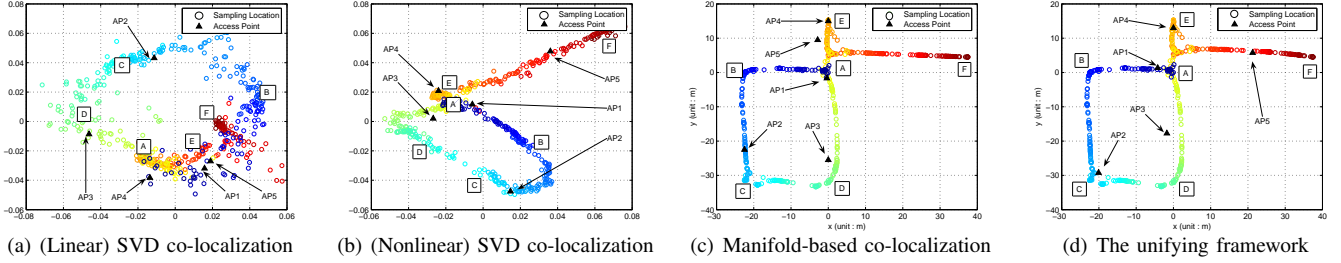 0.06
0.04
0.02
0
−0.02
−0.04
−0.06
−0.08
−0.06
−0.04
−0.02
0
0.02
0.04
0.06
Sampling Location
Access Point
AP2
C
B
D
F
A
E
AP3
AP4
AP1
AP5
(a) (Linear) SVD co-localization
0.06
0.04
0.02
0
−0.02
−0.04
−0.06
−0.06
−0.04
−0.02
0
0.02
0.04
0.06
0.08
Sampling Location
Access Point
F
AP4
AP3
E
AP5
A
AP1
B
AP2
D
C
(b) (Nonlinear) SVD co-localization
20
10
0
−10
−20
−30
−40
y (unit : m)
−30
−20
−10
0
10
20
30
40
x (unit : m)
Sampling Location
Access Point
AP4
E
AP5
B
A
F
AP1
AP2
AP3
C
D
(c) Manifold-based co-localization
20
10
0
−10
−20
−30
−40
y (unit : m)
−30
−20
−10
0
10
20
30
40
x (unit : m)
Sampling Location
Access Point
AP4
E
AP1
B
A
F
AP5
AP3
AP2
C
D
(d) The unifying framework